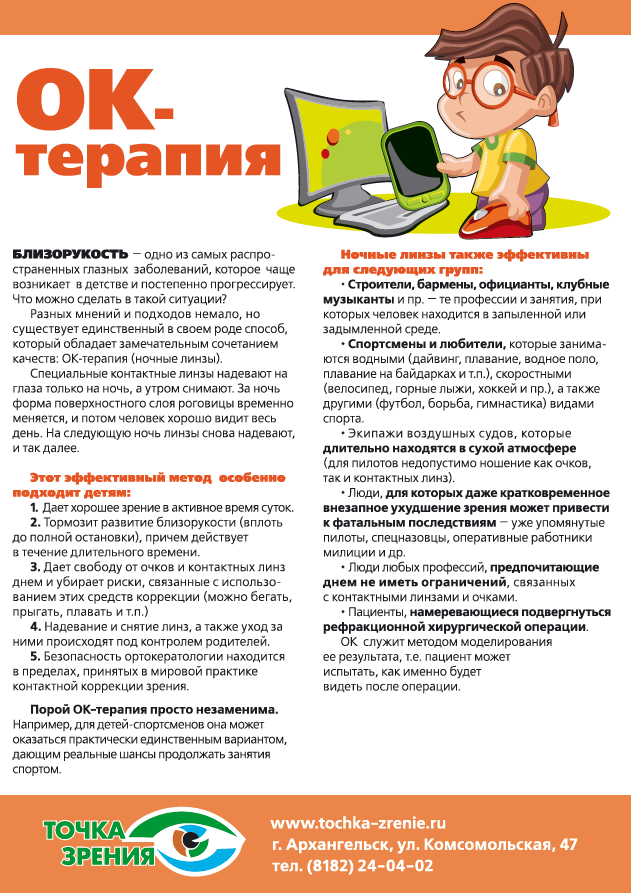 ОК-
терапия
БЛИЗОРУКОСТЬ – одно из самых распро-
страненных глазных заболеваний, которое чаще
возникает в детстве и постепенно прогрессирует.
Что можно сделать в такой ситуации?
Разных мнений и подходов немало, но
существует единственный в своем роде способ,
который обладает замечательным сочетанием
качеств: ОК-терапия (ночные линзы).
Специальные контактные линзы надевают на
глаза только на ночь, а утром снимают. За ночь
форма поверхностного слоя роговицы временно
меняется, и потом человек хорошо видит весь
день. На следующую ночь линзы снова надевают,
и так далее.
Этот эффективный метод особенно
подходит детям:
1. Дает хорошее зрение в активное время суток.
2. Тормозит развитие близорукости (вплоть
до полной остановки), причем действует
в течение длительного времени.
3. Дает свободу от очков и контактных линз
днем и убирает риски, связанные с использо-
ванием этих средств коррекции (можно бегать,
прыгать, плавать и т.п.)
4. Надевание и снятие линз, а также уход за
ними происходят под контролем родителей.
5. Безопасность ортокератологии находится
в пределах, принятых в мировой практике
контактной коррекции зрения.
Порой ОК-терапия просто незаменима.
Например, для детей-спортсменов она может
оказаться практически единственным вариантом,
дающим реальные шансы продолжать занятия
спортом.
Ночные линзы также эффективны
для следующих групп:
• Строители, бармены, официанты, клубные
музыканты и пр. – те профессии и занятия, при
которых человек находится в запыленной или
задымленной среде.
• Спортсмены и любители, которые занима-
ются водными (дайвинг, плавание, водное поло,
плавание на байдарках и т.п.), скоростными
(велосипед, горные лыжи, хоккей и пр.), а также
другими (футбол, борьба, гимнастика) видами
спорта.
• Экипажи воздушных судов, которые
длительно находятся в сухой атмосфере
(для пилотов недопустимо ношение как очков,
так и контактных линз).
• Люди, для которых даже кратковременное
внезапное ухудшение зрения может привести
к фатальным последствиям – уже упомянутые
пилоты, спецназовцы, оперативные работники
милиции и др.
• Люди любых профессий, предпочитающие
днем не иметь ограничений, связанных
с контактными линзами и очками.
• Пациенты, намеревающиеся подвергнуться
рефракционной хирургической операции.
ОК служит методом моделирования
ее результата, т.е. пациент может
испытать, как именно будет
видеть после операции.
ТОЧКА
ЗРЕНИЯ
www.tochka-zrenie.ru
г. Архангельск, ул. Комсомольская, 47
тел. (8182) 24-04-02